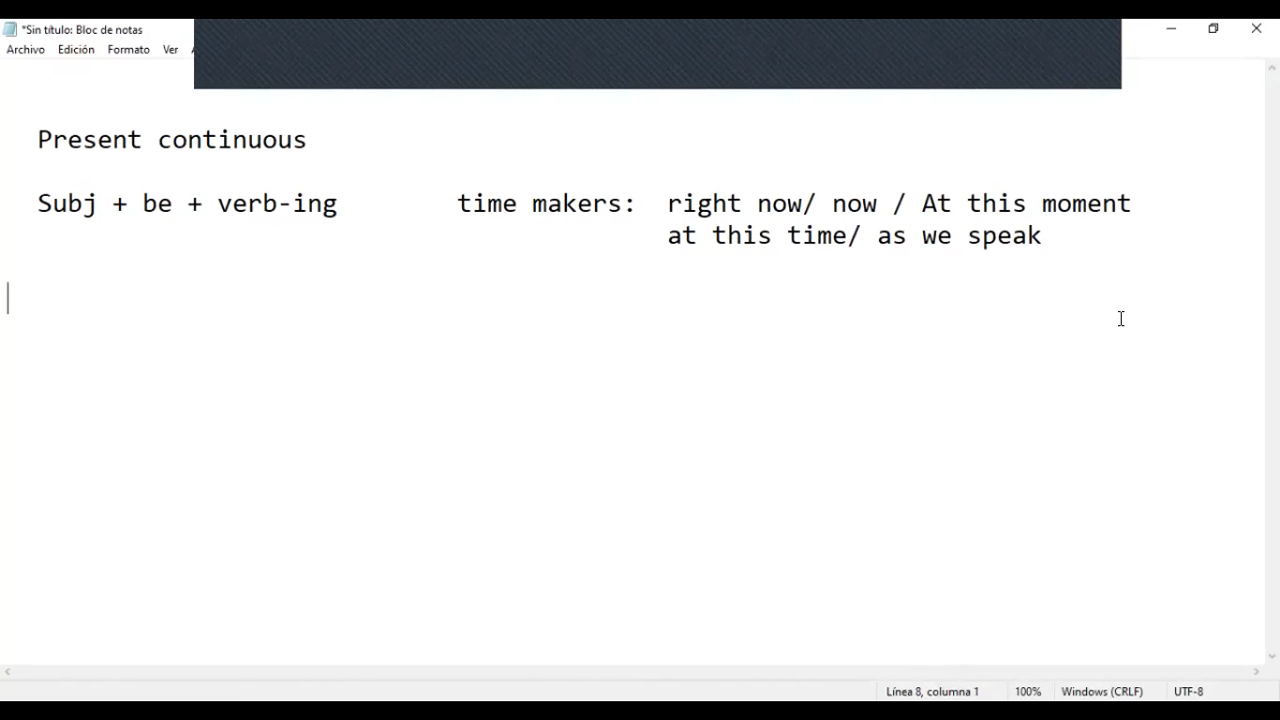 *Sin título: Bloc de notas
Archivo Edición Formato Ver
Present continuous
Subj + be + verb-ing time makers: right now/ now / At this moment
at this time/ as we speak
Línea 8, columna 1 100% Windows (CRLF) UTF-8